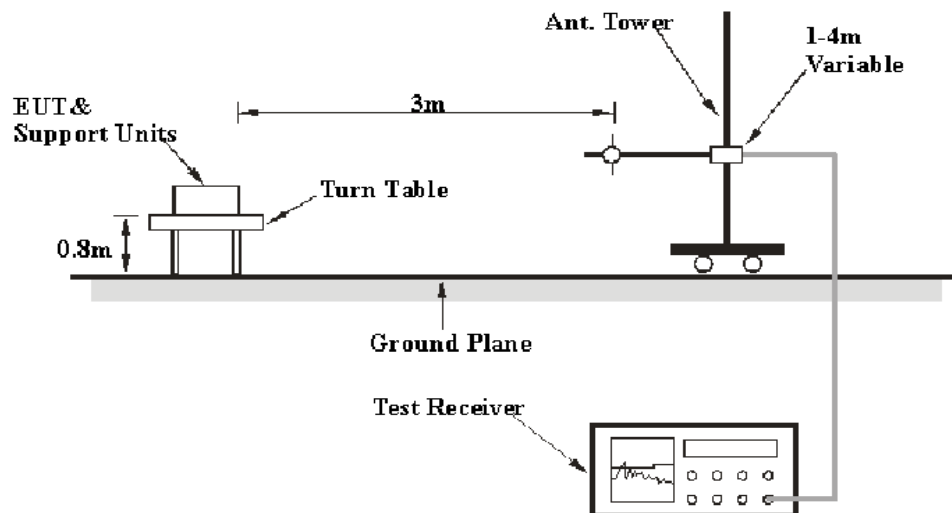 Ant. Tower
1-4m
Variable
3m
EUT&
Support Units
Turn Table
0.8m
Ground Plane
Test Receiver